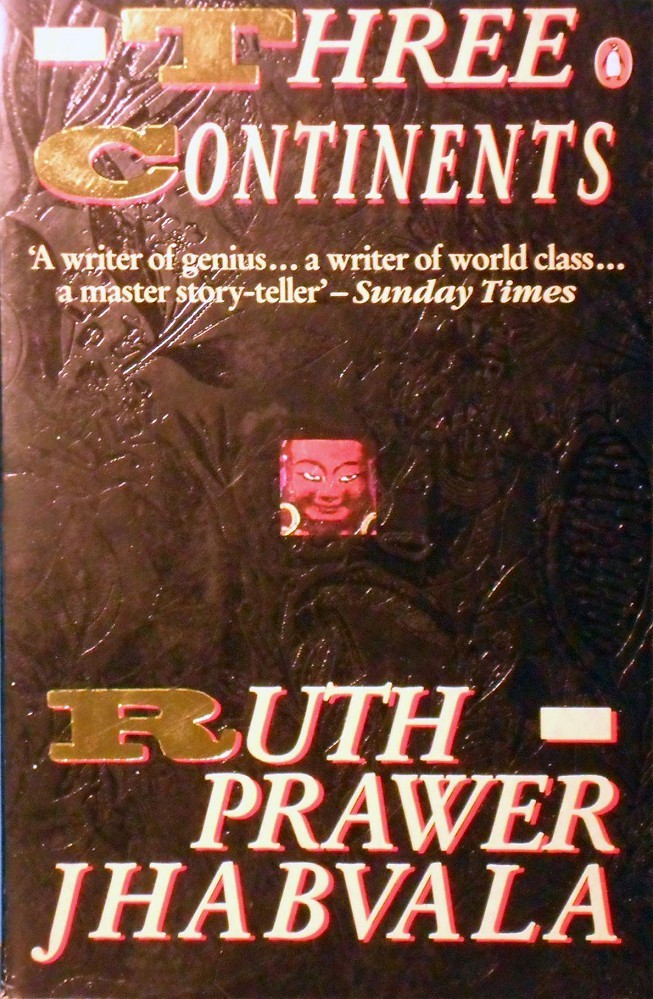 THREE
CONTINENTS
‘A writer of genius... a writer of world class...
a master story-teller’ – Sunday Times
RUTH
PRAWER
JHABVALA